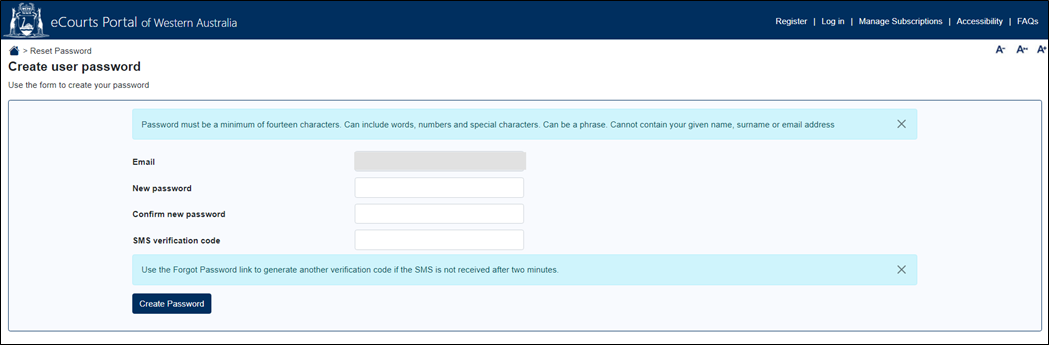 eCourts Portal of Western Australia
Register | Log in | Manage Subscriptions | Accessibility | FAQs
> Reset Password
A- A++ A+
Create user password
Use the form to create your password
Password must be a minimum of fourteen characters. Can include words, numbers and special characters. Can be a phrase. Cannot contain your given name, surname or email address
Email
New password
Confirm new password
SMS verification code
Use the Forgot Password link to generate another verification code if the SMS is not received after two minutes.
Create Password